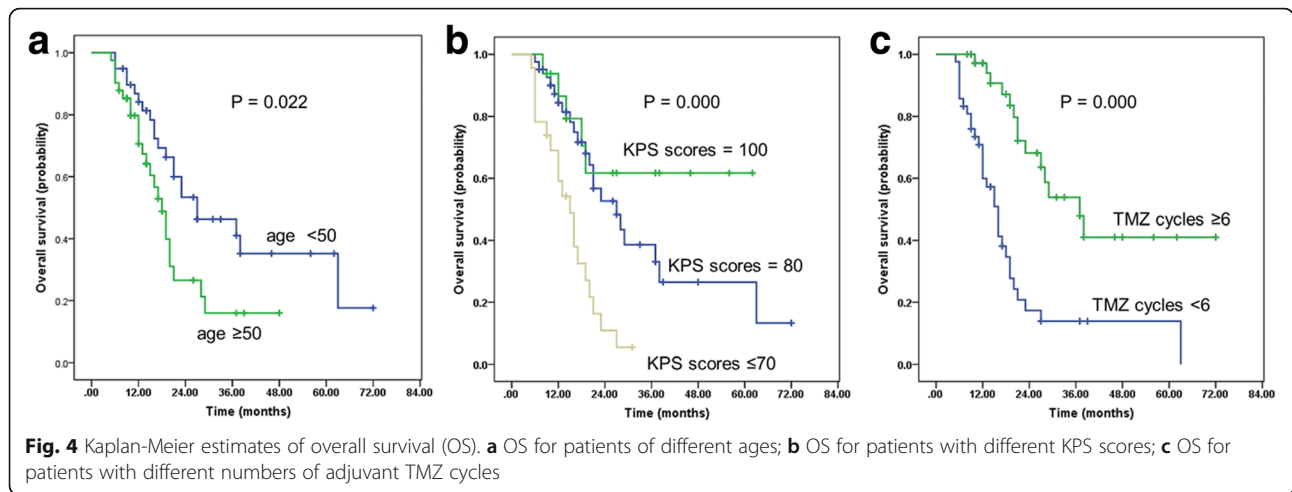 a
b
c
P = 0.022
P = 0.000
P = 0.000
age <50
age ≥50
KPS scores = 100
KPS scores = 80
KPS scores ≤70
TMZ cycles ≥6
TMZ cycles <6
Overall survival (probability)
1.0
0.8
0.6
0.4
0.2
0.0
.00 12.00 24.00 36.00 48.00 60.00 72.00 84.00
Time (months)
Overall survival (probability)
1.0
0.8
0.6
0.4
0.2
0.0
.00 12.00 24.00 36.00 48.00 60.00 72.00 84.00
Time (months)
Overall survival (probability)
1.0
0.8
0.6
0.4
0.2
0.0
.00 12.00 24.00 36.00 48.00 60.00 72.00 84.00
Time (months)
Fig. 4 Kaplan-Meier estimates of overall survival (OS). a OS for patients of different ages; b OS for patients with different KPS scores; c OS for
patients with different numbers of adjuvant TMZ cycles